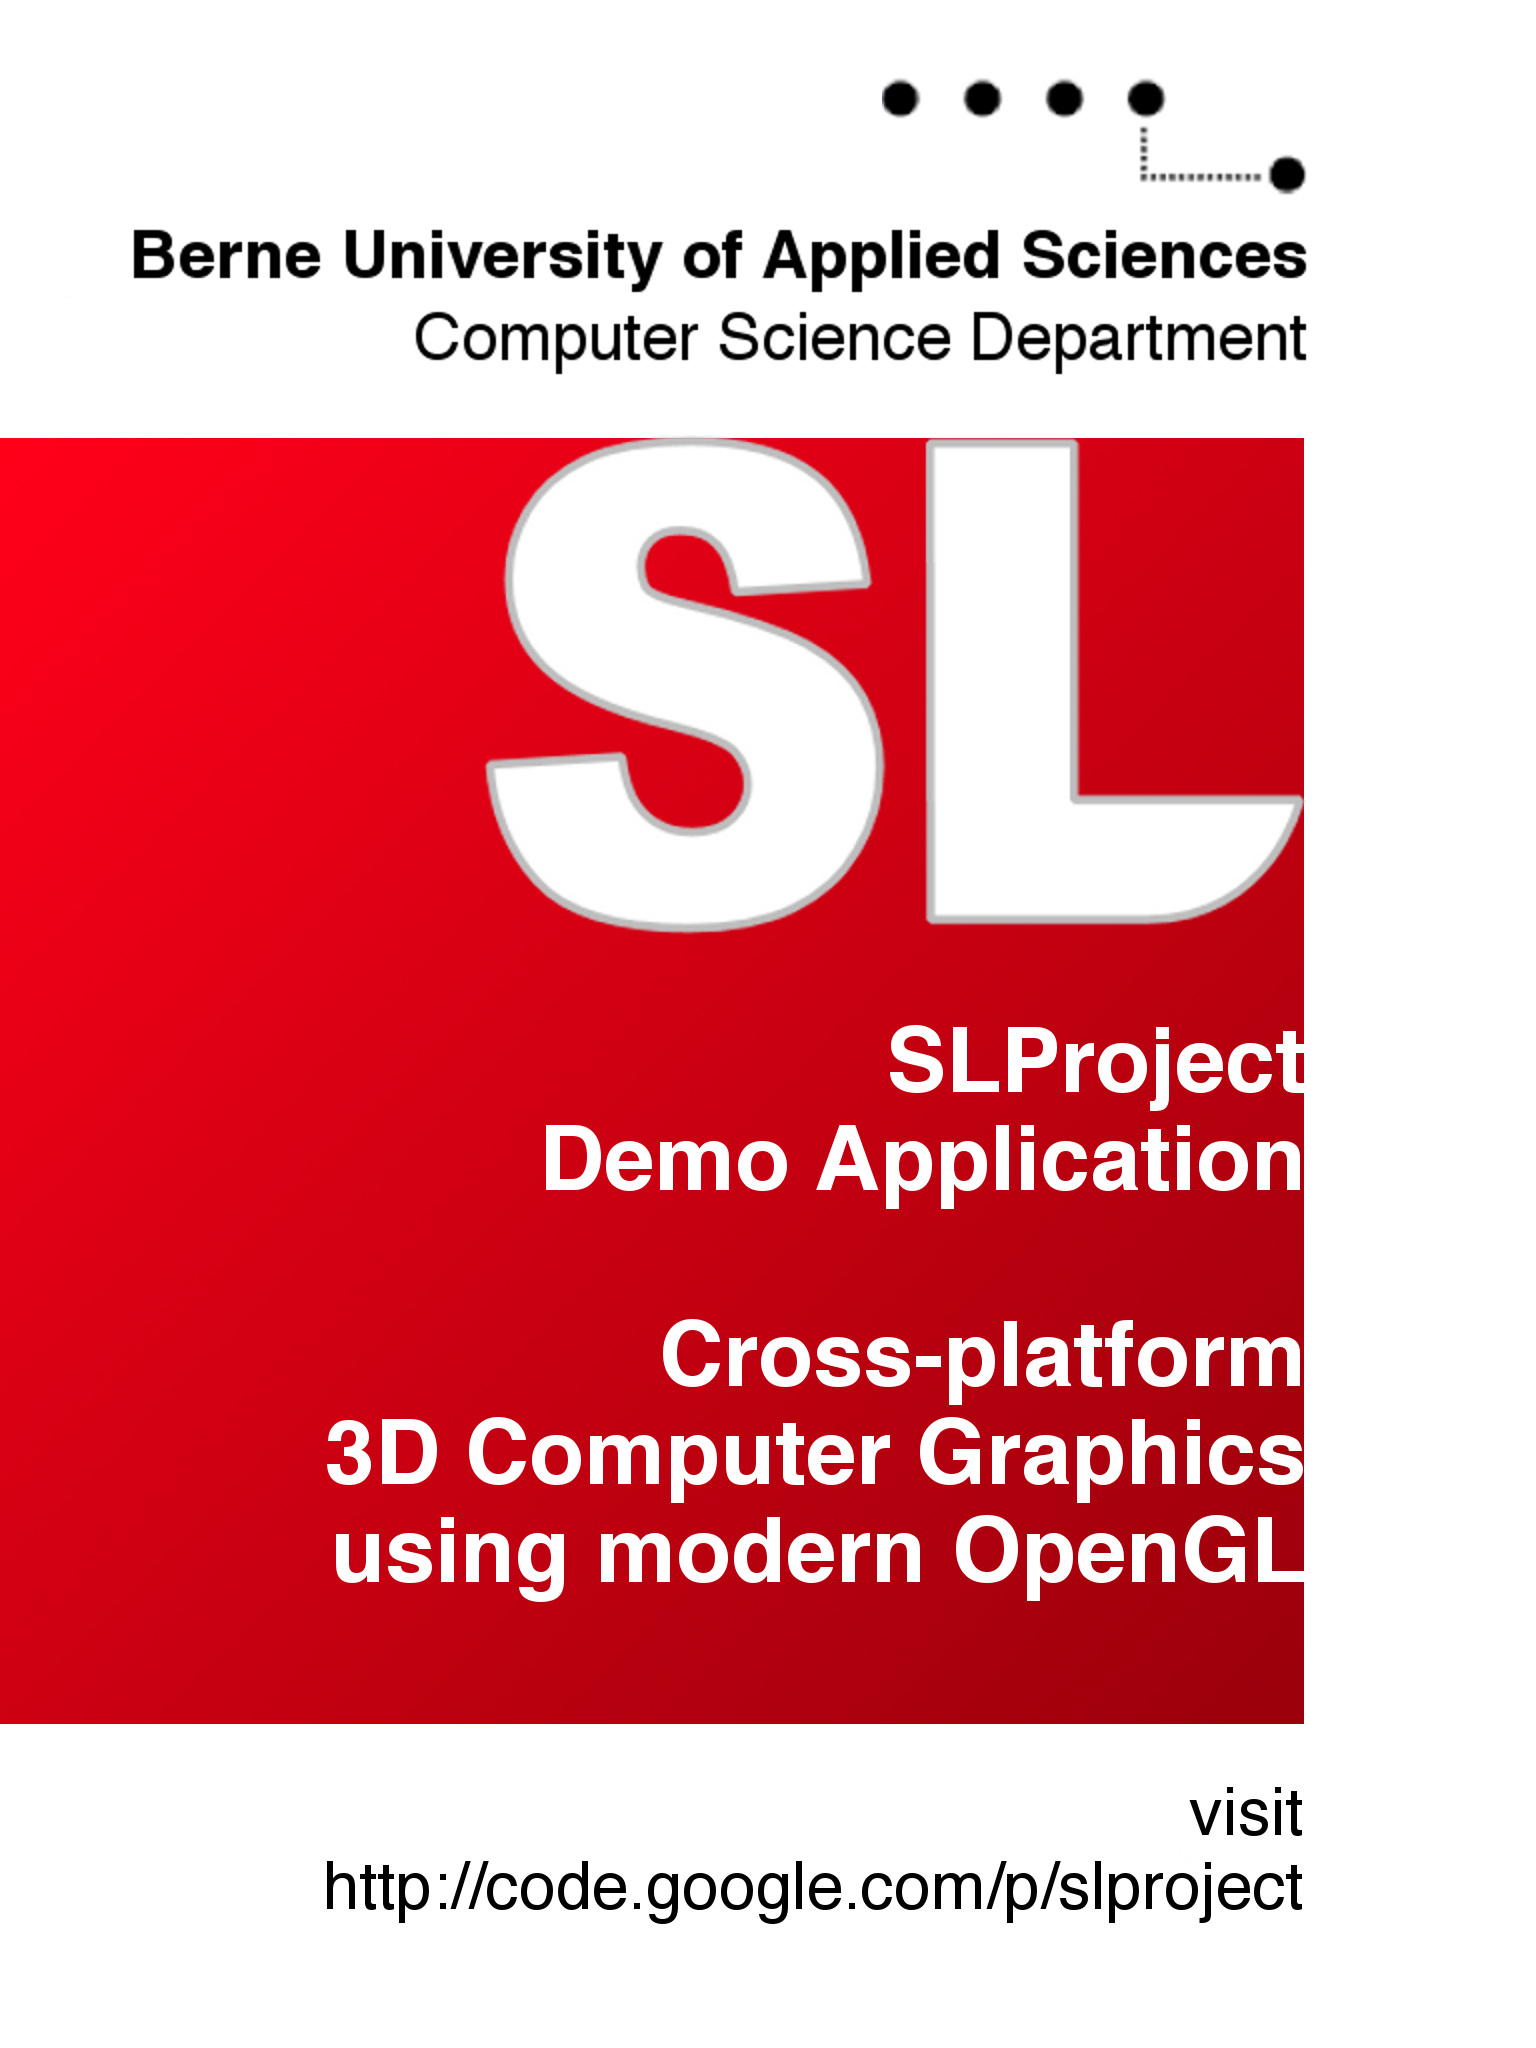 Berne University of Applied Sciences
Computer Science Department
SL
SLProject
Demo Application
Cross-platform
3D Computer Graphics
using modern OpenGL
visit
http://code.google.com/p/slproject